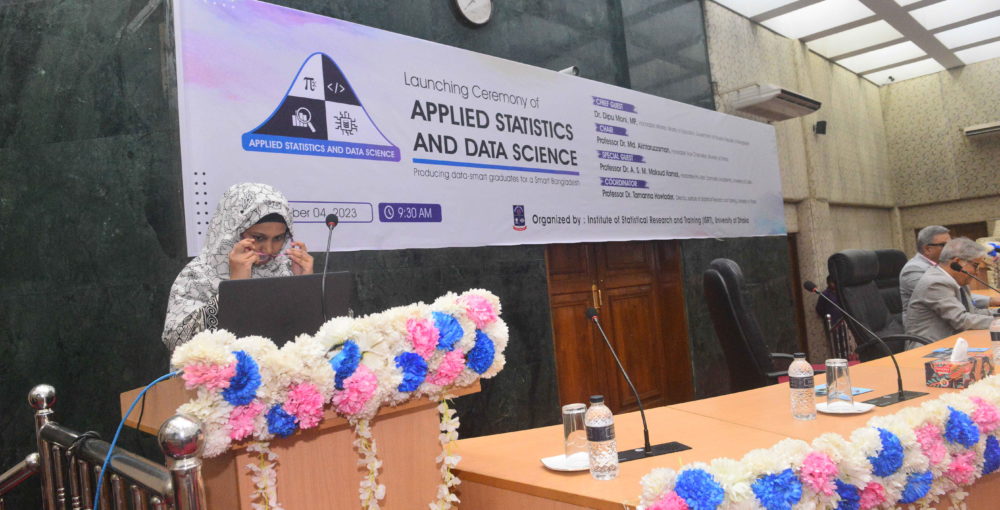 π
</>
APPLIED STATISTICS AND DATA SCIENCE
Launching Ceremony of
APPLIED STATISTICS
AND DATA SCIENCE
Producing data-smart graduates for a Smart Bangladesh
CHIEF GUEST
Dr. Dipu Moni, MP,
CHAIR
Professor Dr. Md. Akhtaruzzaman,
SPECIAL GUEST
Professor Dr. A. S. M. Maksud Kamal,
COORDINATOR
Professor Dr. Tamanna Howlader,
ber 04, 2023
9:30 AM
Organized by : Institute of Statistical Research and Training (ISRT), University of Dhaka